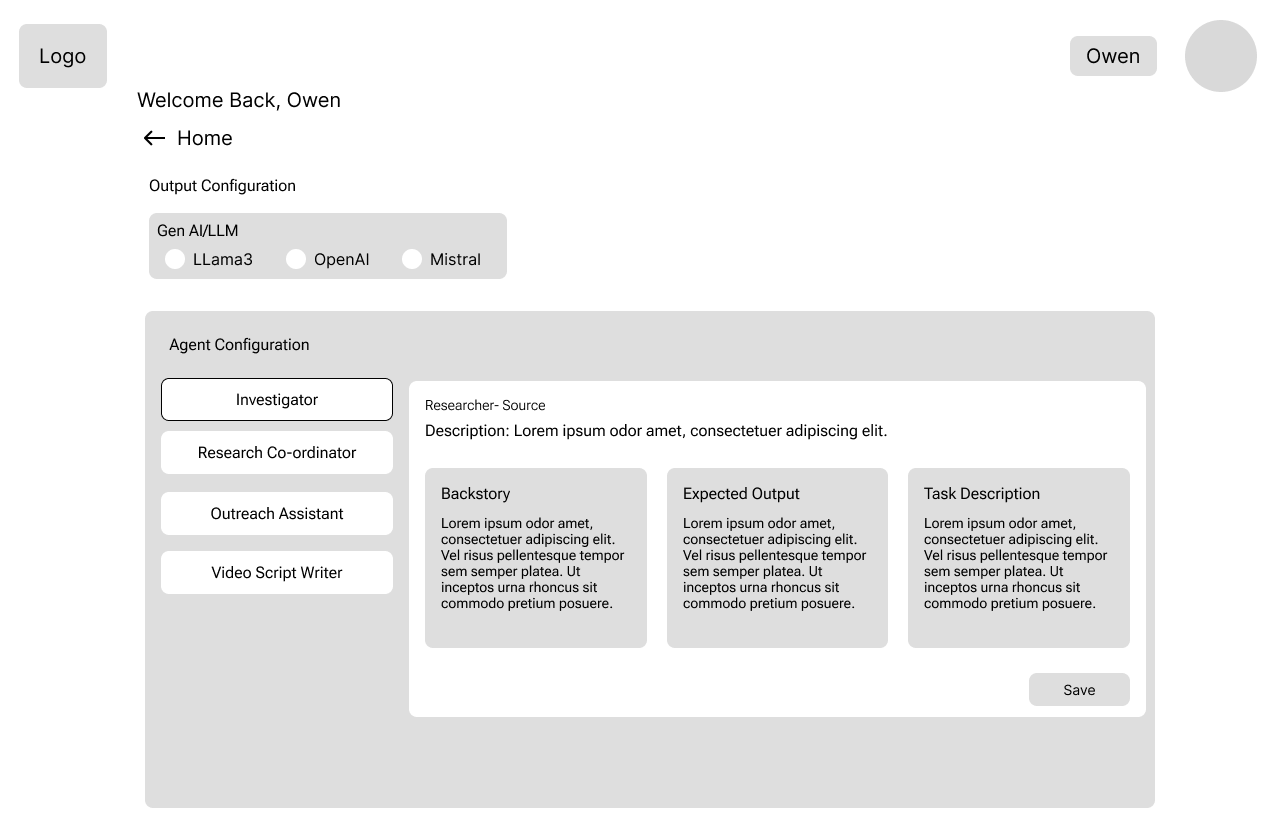 Logo
Owen
Welcome Back, Owen
Home
Output Configuration
Gen AI/LLM
LLama3
OpenAI
Mistral
Agent Configuration
Investigator
Research Co-ordinator
Outreach Assistant
Video Script Writer
Researcher- Source
Description: Lorem ipsum odor amet, consectetuer adipiscing elit.
Backstory
Lorem ipsum odor amet,
consectetuer adipiscing elit.
Vel risus pellentesque tempor
sem semper platea. Ut
inceptos urna rhoncus sit
commodo pretium posuere.
Expected Output
Lorem ipsum odor amet,
consectetuer adipiscing elit.
Vel risus pellentesque tempor
sem semper platea. Ut
inceptos urna rhoncus sit
commodo pretium posuere.
Task Description
Lorem ipsum odor amet,
consectetuer adipiscing elit.
Vel risus pellentesque tempor
sem semper platea. Ut
inceptos urna rhoncus sit
commodo pretium posuere.
Save